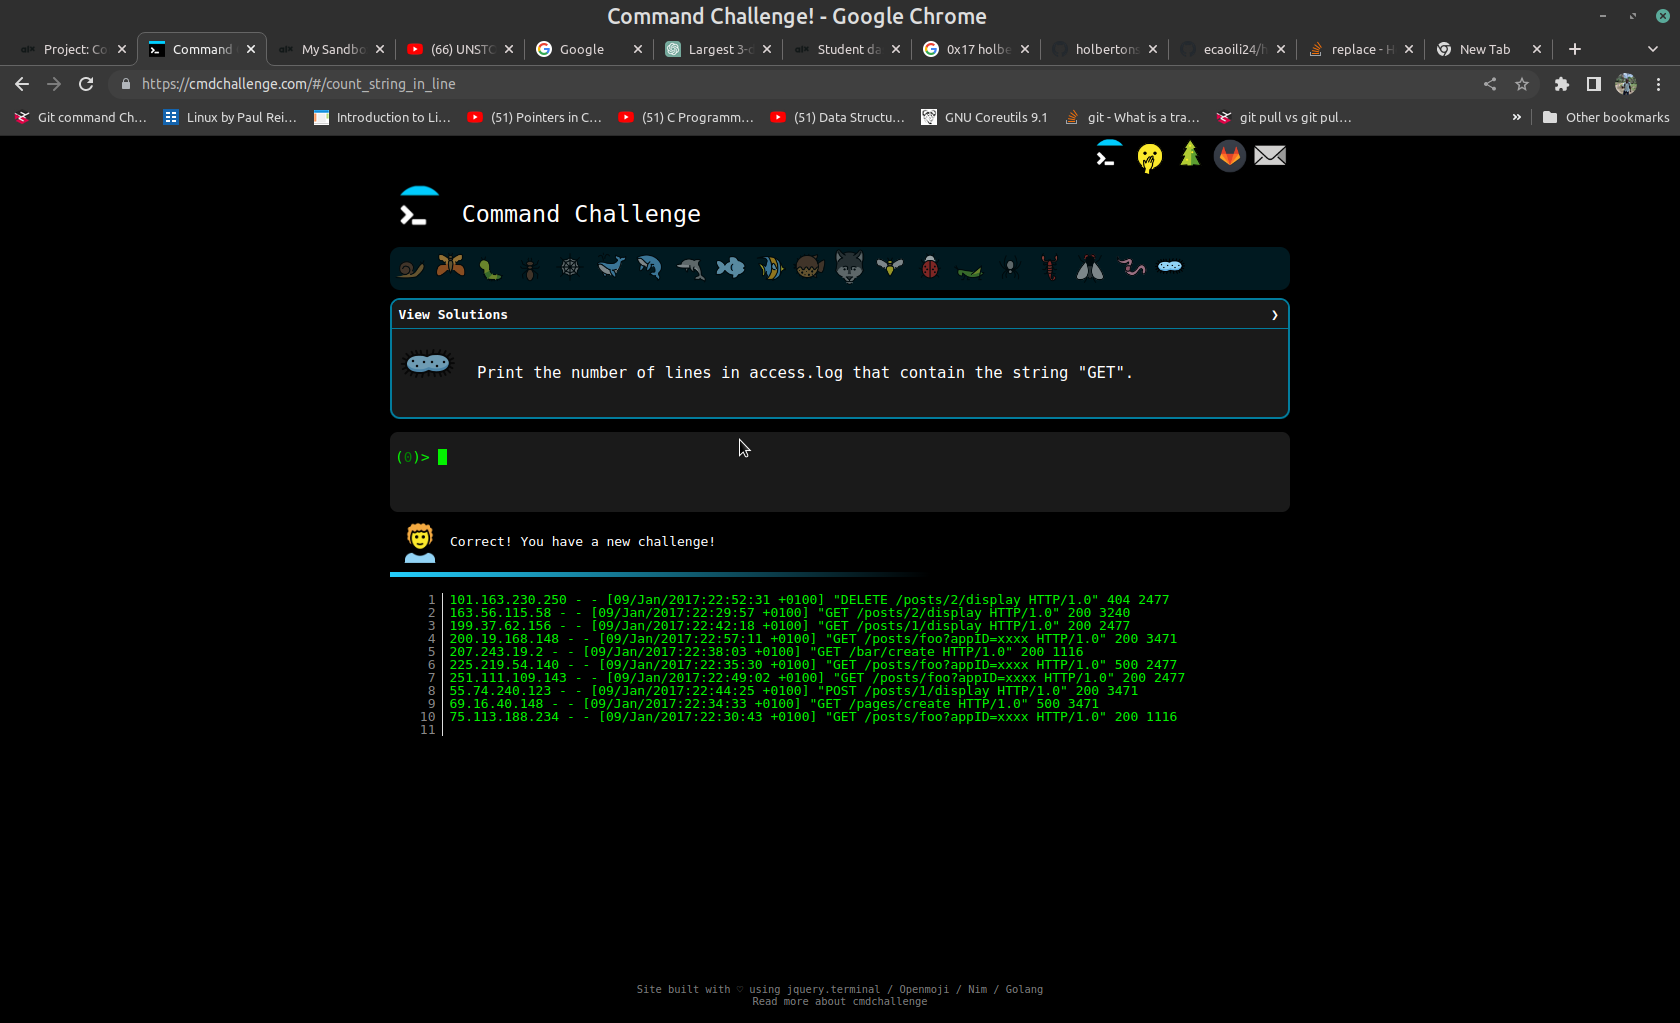 Command Challenge! - Google Chrome
Project: Co
Command
My Sandbo
(66) UNSTO
Google
Largest 3-d
Student da
0x17 holbe
holbertons
ecaoili24/h
replace - H
New Tab
https://cmdchallenge.com/#/count_string_in_line
Git command Ch...
Linux by Paul Rei...
Introduction to Li...
(51) Pointers in C...
(51) C Programm...
(51) Data Structu...
GNU Coreutils 9.1
git - What is a tra...
git pull vs git pul...
»
Other bookmarks
Command Challenge
View Solutions
Print the number of lines in access.log that contain the string "GET".
(0)>
Correct! You have a new challenge!
1 101.163.230.250 - - [09/Jan/2017:22:52:31 +0100] "DELETE /posts/2/display HTTP/1.0" 404 2477
2 163.56.115.58 - - [09/Jan/2017:22:29:57 +0100] "GET /posts/2/display HTTP/1.0" 200 3240
3 199.37.62.156 - - [09/Jan/2017:22:42:18 +0100] "GET /posts/1/display HTTP/1.0" 200 2477
4 200.19.168.148 - - [09/Jan/2017:22:57:11 +0100] "GET /posts/foo?appID=xxxx HTTP/1.0" 200 3471
5 207.243.19.2 - - [09/Jan/2017:22:38:03 +0100] "GET /bar/create HTTP/1.0" 200 1116
6 225.219.54.140 - - [09/Jan/2017:22:35:30 +0100] "GET /posts/foo?appID=xxxx HTTP/1.0" 500 2477
7 251.111.109.143 - - [09/Jan/2017:22:49:02 +0100] "GET /posts/foo?appID=xxxx HTTP/1.0" 200 2477
8 55.74.240.123 - - [09/Jan/2017:22:44:25 +0100] "POST /posts/1/display HTTP/1.0" 200 3471
9 69.16.40.148 - - [09/Jan/2017:22:34:33 +0100] "GET /pages/create HTTP/1.0" 500 3471
10 75.113.188.234 - - [09/Jan/2017:22:30:43 +0100] "GET /posts/foo?appID=xxxx HTTP/1.0" 200 1116
11
Site built with ♡ using jquery.terminal / Openmoji / Nim / Golang
Read more about cmdchallenge